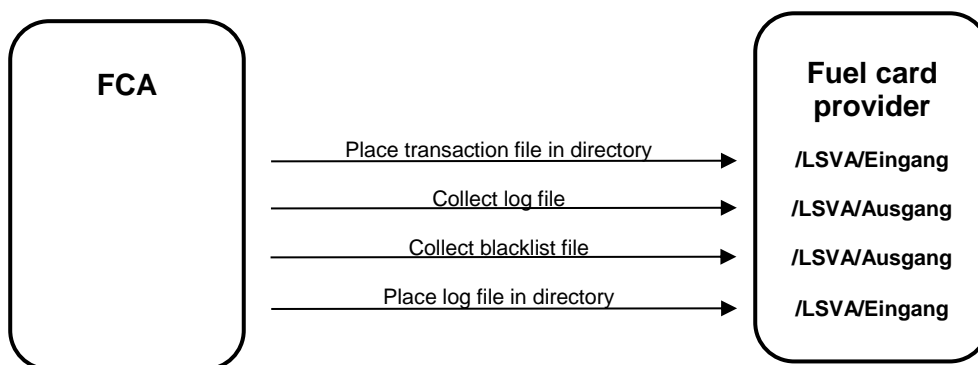 FCA
Fuel card
provider
Place transaction file in directory
/LSVA/Eingang
Collect log file
/LSVA/Ausgang
Collect blacklist file
/LSVA/Ausgang
Place log file in directory
/LSVA/Eingang